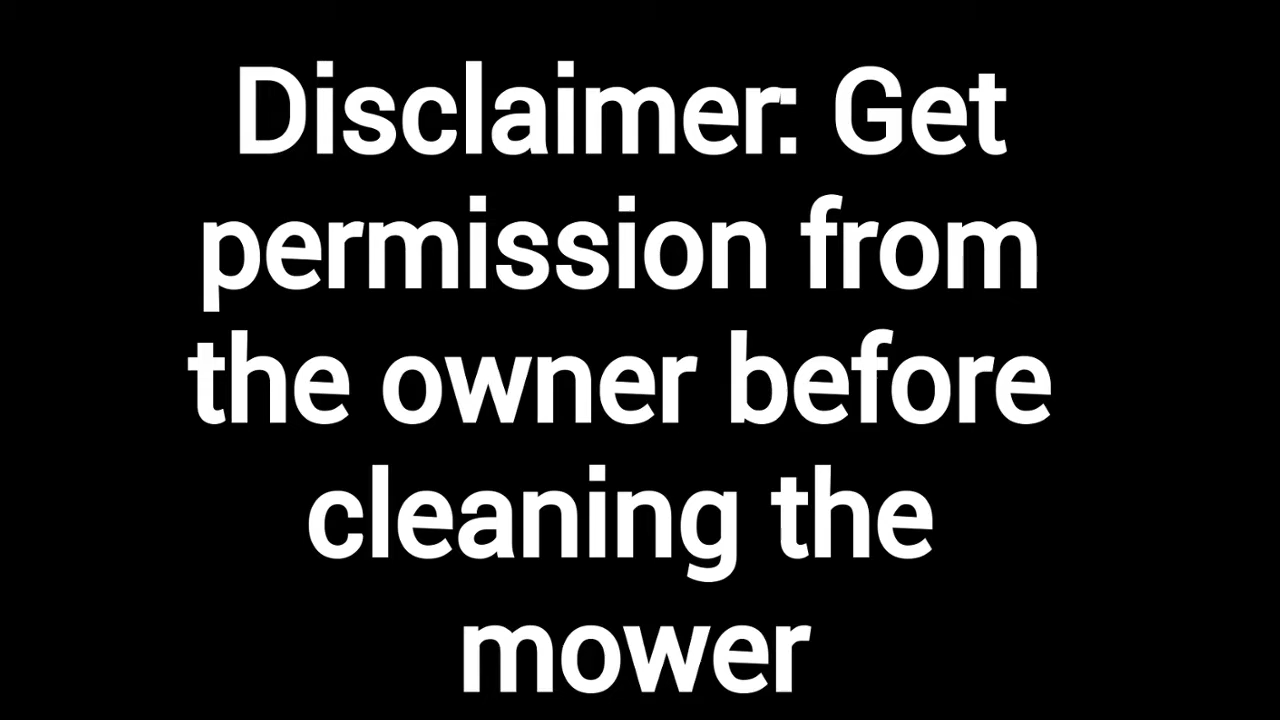 Disclaimer: Get
permission from
the owner before
cleaning the
mower